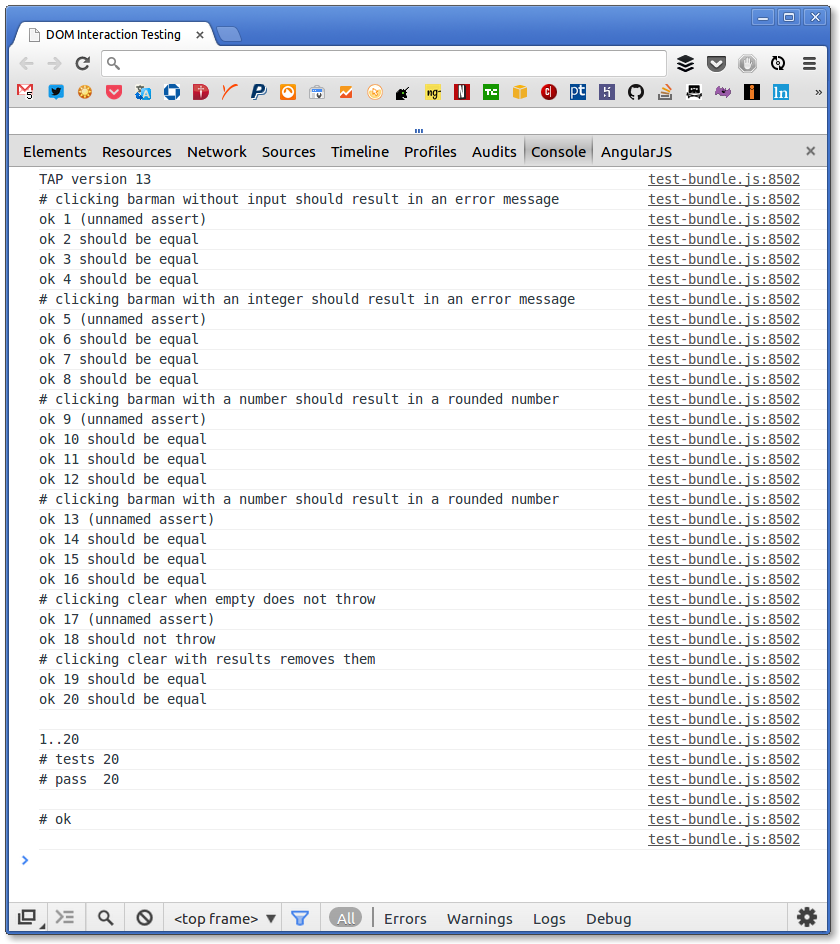 DOM Interaction Testing
5 ng N TC pt in
»
Elements Resources Network Sources Timeline Profiles Audits Console AngularJS
TAP version 13 test-bundle.js:8502
# clicking barman without input should result in an error message test-bundle.js:8502
ok 1 (unnamed assert) test-bundle.js:8502
ok 2 should be equal test-bundle.js:8502
ok 3 should be equal test-bundle.js:8502
ok 4 should be equal test-bundle.js:8502
# clicking barman with an integer should result in an error message test-bundle.js:8502
ok 5 (unnamed assert) test-bundle.js:8502
ok 6 should be equal test-bundle.js:8502
ok 7 should be equal test-bundle.js:8502
ok 8 should be equal test-bundle.js:8502
# clicking barman with a number should result in a rounded number test-bundle.js:8502
ok 9 (unnamed assert) test-bundle.js:8502
ok 10 should be equal test-bundle.js:8502
ok 11 should be equal test-bundle.js:8502
ok 12 should be equal test-bundle.js:8502
# clicking barman with a number should result in a rounded number test-bundle.js:8502
ok 13 (unnamed assert) test-bundle.js:8502
ok 14 should be equal test-bundle.js:8502
ok 15 should be equal test-bundle.js:8502
ok 16 should be equal test-bundle.js:8502
# clicking clear when empty does not throw test-bundle.js:8502
ok 17 (unnamed assert) test-bundle.js:8502
ok 18 should not throw test-bundle.js:8502
# clicking clear with results removes them test-bundle.js:8502
ok 19 should be equal test-bundle.js:8502
ok 20 should be equal test-bundle.js:8502
test-bundle.js:8502
1..20 test-bundle.js:8502
# tests 20 test-bundle.js:8502
# pass  20 test-bundle.js:8502
test-bundle.js:8502
# ok test-bundle.js:8502
test-bundle.js:8502
<top frame> All Errors Warnings Logs Debug